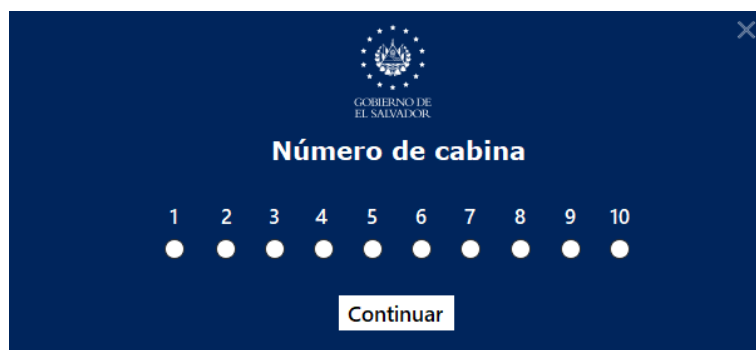 GOBIERNO DE
EL SALVADOR
Número de cabina
1 2 3 4 5 6 7 8 9 10
Continuar